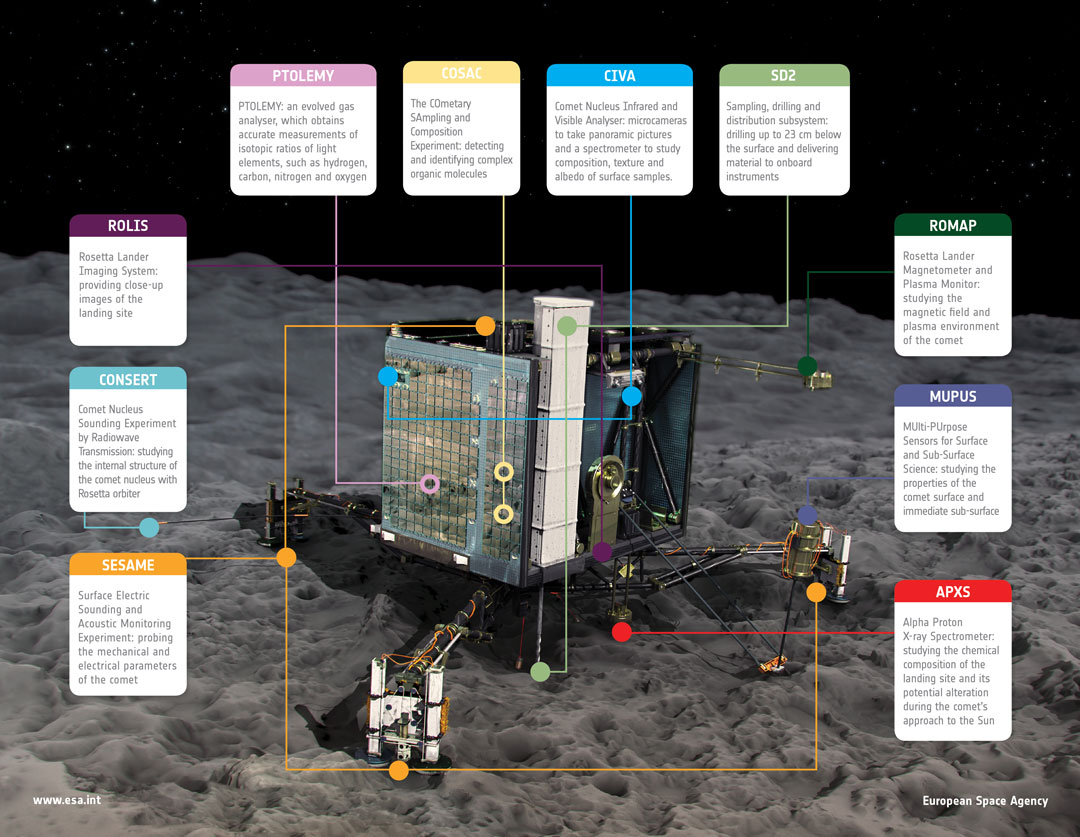 PTOLEMY
PTOLEMY: an evolved gas
analyser, which obtains
accurate measurements of
isotopic ratios of light
elements, such as hydrogen,
carbon, nitrogen and oxygen
COSAC
The COmetary
SAmpling and
Composition
Experiment: detecting
and identifying complex
organic molecules
CIVA
Comet Nucleus Infrared and
Visible Analyser: microcameras
to take panoramic pictures
and a spectrometer to study
composition, texture and
albedo of surface samples.
SD2
Sampling, drilling and
distribution subsystem:
drilling up to 23 cm below
the surface and delivering
material to onboard
instruments
ROLIS
Rosetta Lander
Imaging System:
providing close-up
images of the
landing site
ROMAP
Rosetta Lander
Magnetometer and
Plasma Monitor:
studying the
magnetic field and
plasma environment
of the comet
CONSERT
Comet Nucleus
Sounding Experiment
by Radiowave
Transmission: studying
the internal structure of
the comet nucleus with
Rosetta orbiter
MUPUS
MUlti-PUrpose
Sensors for Surface
and Sub-Surface
Science: studying the
properties of the
comet surface and
immediate sub-surface
SESAME
Surface Electric
Sounding and
Acoustic Monitoring
Experiment: probing
the mechanical and
electrical parameters
of the comet
APXS
Alpha Proton
X-ray Spectrometer:
studying the chemical
composition of the
landing site and its
potential alteration
during the comet's
approach to the Sun
www.esa.int
European Space Agency